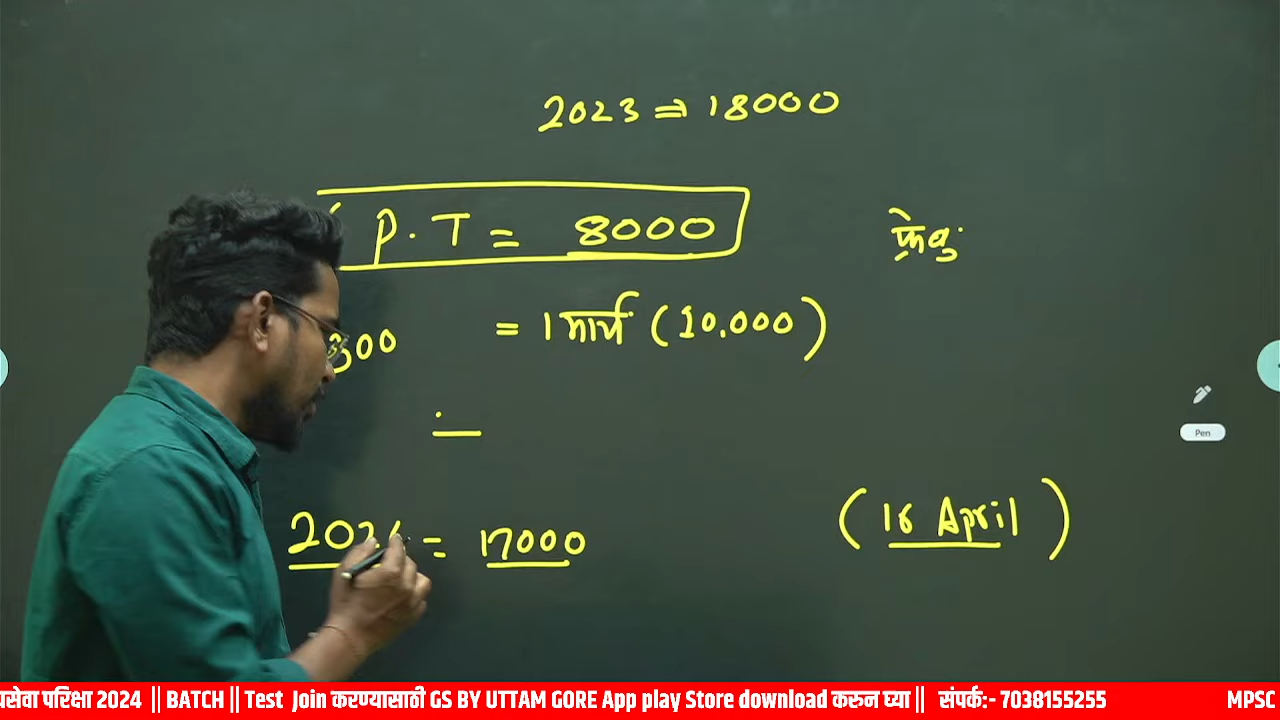 2023 ⇒ 18000
P.T = 8000
फेब्रु
300 = 1 मार्च (10,000)
Pen
(16 April)
2024 = 17000
यसेवा परिक्षा 2024 || BATCH || Test Join करण्यासाठी GS BY UTTAM GORE App play Store download करुन घ्या || संपर्क:- 7038155255 MPSC